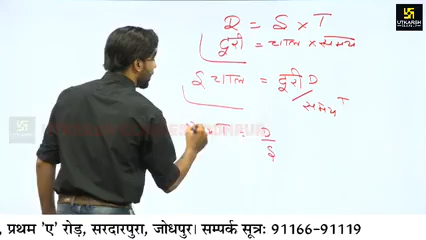 UTKARSH
D = S × T
दूरी = चाल × समय
S चाल = दूरी D / समय T
T = D / S
, प्रथम 'ए' रोड़, सरदारपुरा, जोधपुर। सम्पर्क सूत्र: 91166-91119